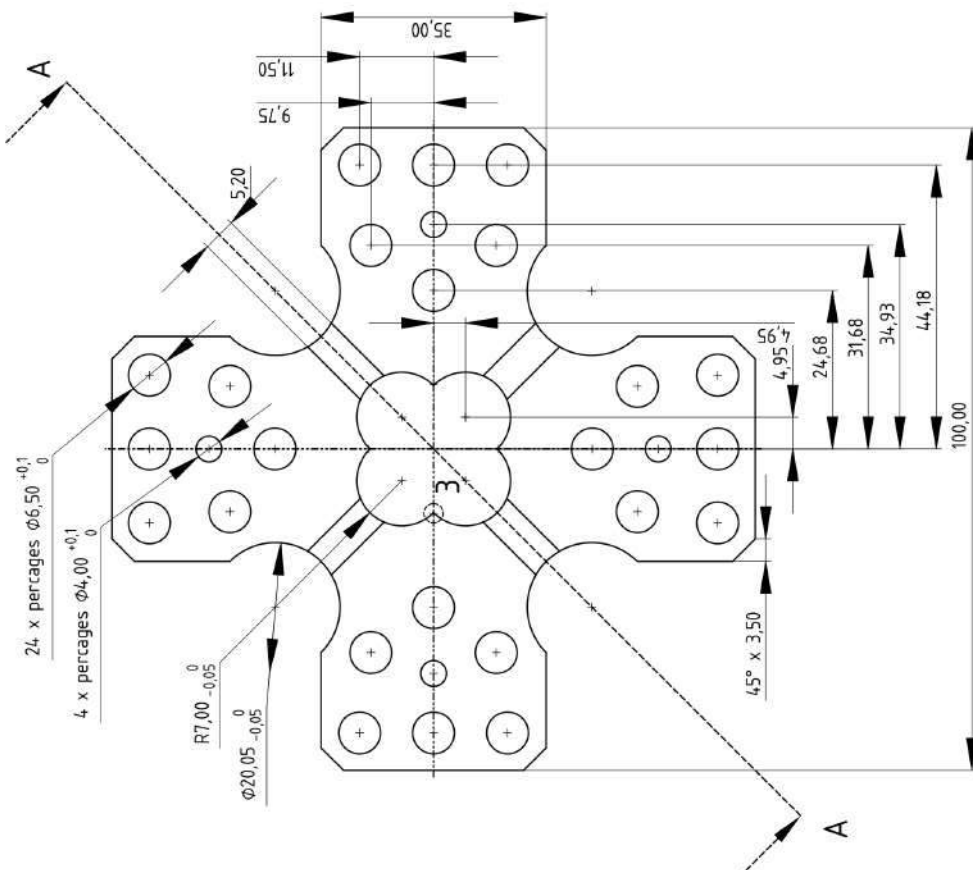 A
35,00
11,50
9,75
5,20
4,95
4,95
24,68
31,68
34,93
44,18
100,00
3
24 x percages Φ6,50 +0,1 0
4 x percages Φ4,00 +0,1 0
R7,00 0 -0,05
Φ20,05 0 -0,05
45° x 3,50
A